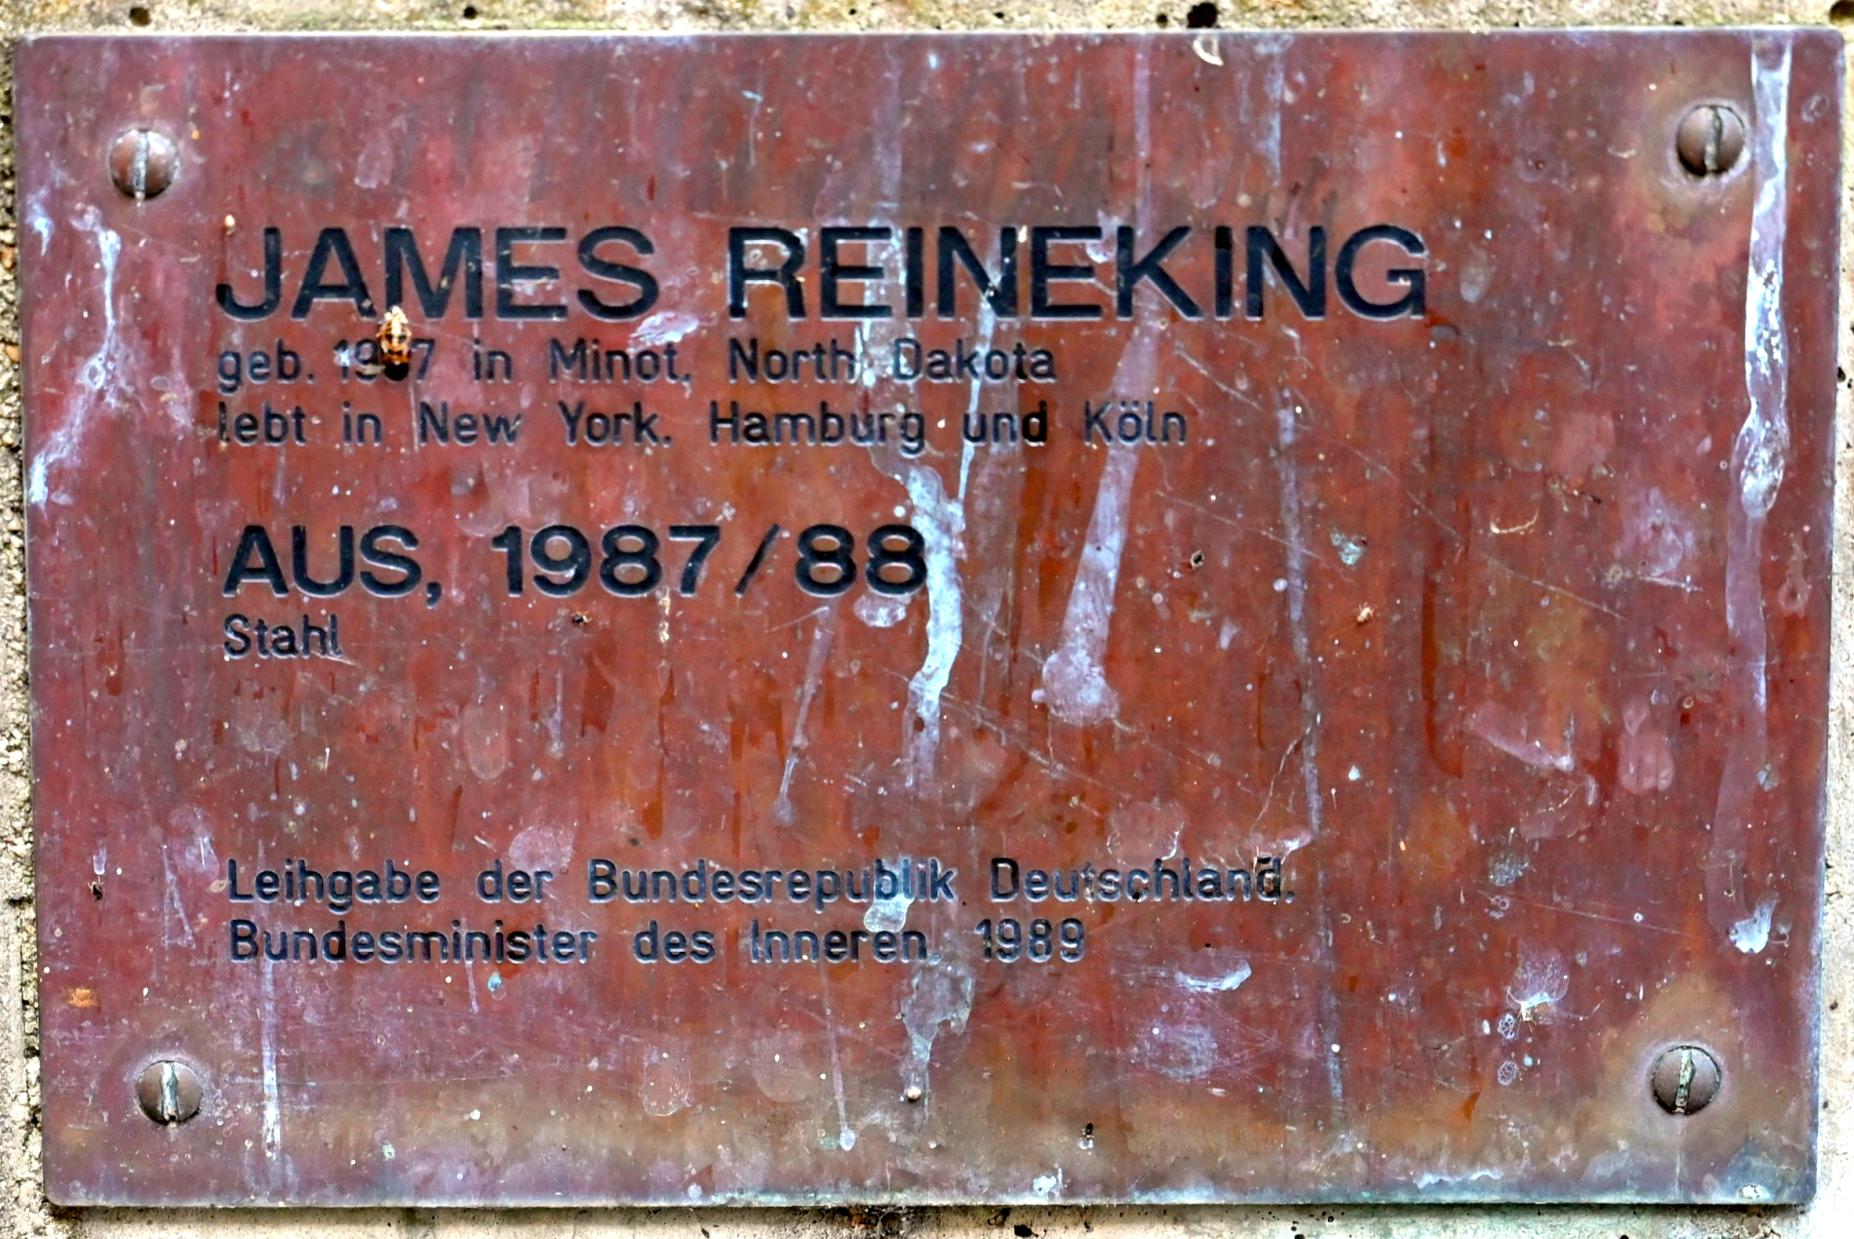 JAMES REINEKING
geb. in Minot, North Dakota
lebt in New York, Hamburg und Köln
AUS, 1987/88
Stahl
Leihgabe der Bundesrepublik Deutschland,
Bundesminister des Inneren, 1989